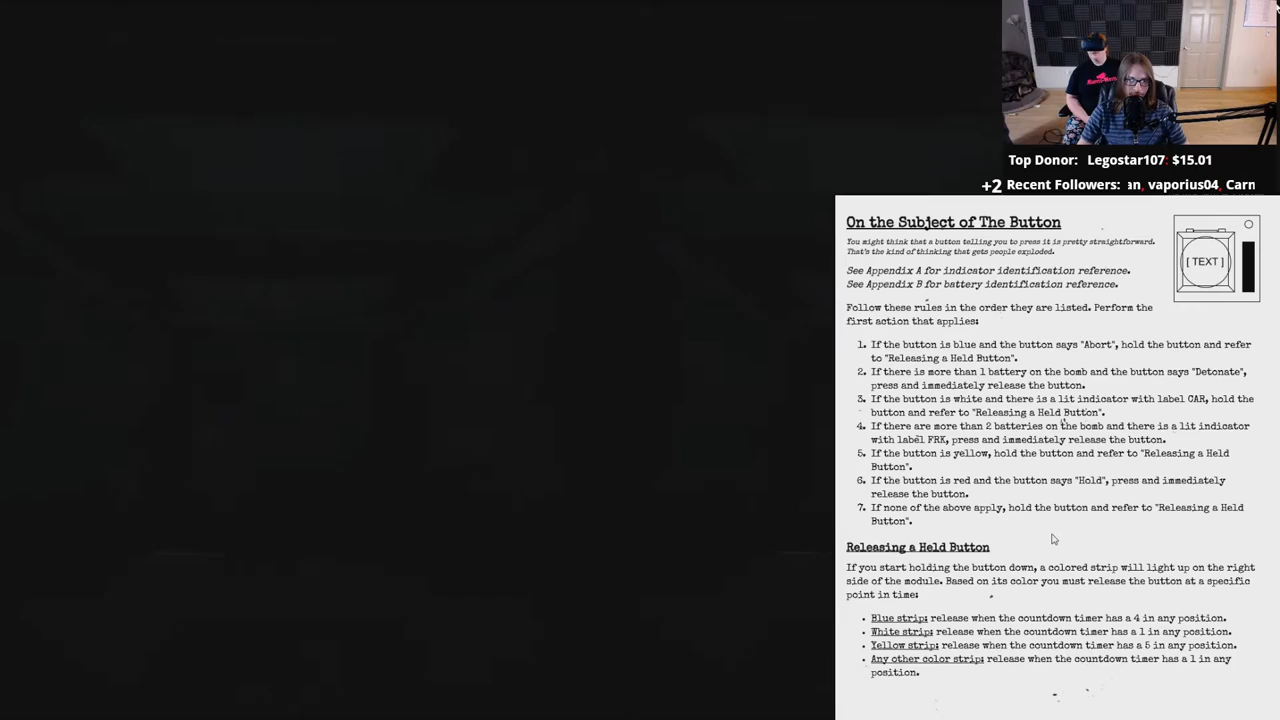 Top Donor: Legostar107: $15.01
+2 Recent Followers: an, vaporius04, Carn
On the Subject of The Button
You might think that a button telling you to press it is pretty straightforward.
That's the kind of thinking that gets people exploded.
See Appendix A for indicator identification reference.
See Appendix B for battery identification reference.
[ TEXT ]
Follow these rules in the order they are listed. Perform the
first action that applies:
1. If the button is blue and the button says "Abort", hold the button and refer
to "Releasing a Held Button".
2. If there is more than 1 battery on the bomb and the button says "Detonate",
press and immediately release the button.
3. If the button is white and there is a lit indicator with label CAR, hold the
button and refer to "Releasing a Held Button".
4. If there are more than 2 batteries on the bomb and there is a lit indicator
with label FRK, press and immediately release the button.
5. If the button is yellow, hold the button and refer to "Releasing a Held
Button".
6. If the button is red and the button says "Hold", press and immediately
release the button.
7. If none of the above apply, hold the button and refer to "Releasing a Held
Button".
Releasing a Held Button
If you start holding the button down, a colored strip will light up on the right
side of the module. Based on its color you must release the button at a specific
point in time:
• Blue strip: release when the countdown timer has a 4 in any position.
• White strip: release when the countdown timer has a 1 in any position.
• Yellow strip: release when the countdown timer has a 5 in any position.
• Any other color strip: release when the countdown timer has a 1 in any
position.